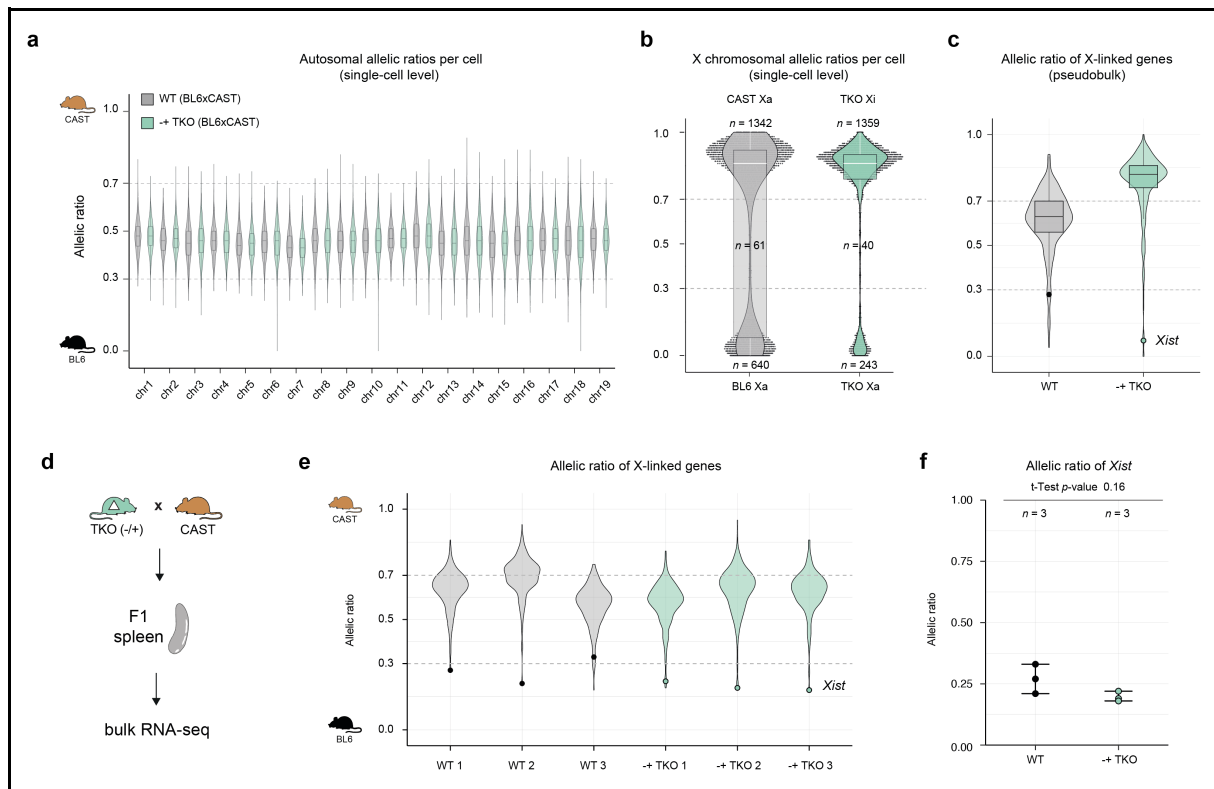 a
Autosomal allelic ratios per cell
(single-cell level)
CAST
BL6
Allelic ratio
1.0
0.7
0.5
0.3
0.0
WT (BL6xCAST)
-+ TKO (BL6xCAST)
chr1
chr2
chr3
chr4
chr5
chr6
chr7
chr8
chr9
chr10
chr11
chr12
chr13
chr14
chr15
chr16
chr17
chr18
chr19
b
X chromosomal allelic ratios per cell
(single-cell level)
CAST Xa
TKO Xi
n = 1342
n = 1359
1.0
0.7
0.5
0.3
0.0
n = 61
n = 40
n = 640
n = 243
BL6 Xa
TKO Xa
c
Allelic ratio of X-linked genes
(pseudobulk)
1.0
0.7
0.5
0.3
0.0
Xist
WT
-+ TKO
d
TKO (-/+)
x
CAST
F1
spleen
bulk RNA-seq
e
Allelic ratio of X-linked genes
CAST
BL6
Allelic ratio
1.0
0.7
0.5
0.3
0.0
Xist
WT 1
WT 2
WT 3
-+ TKO 1
-+ TKO 2
-+ TKO 3
f
Allelic ratio of Xist
t-Test p-value 0.16
n = 3
n = 3
Allelic ratio
1.00
0.75
0.50
0.25
0.00
WT
-+ TKO